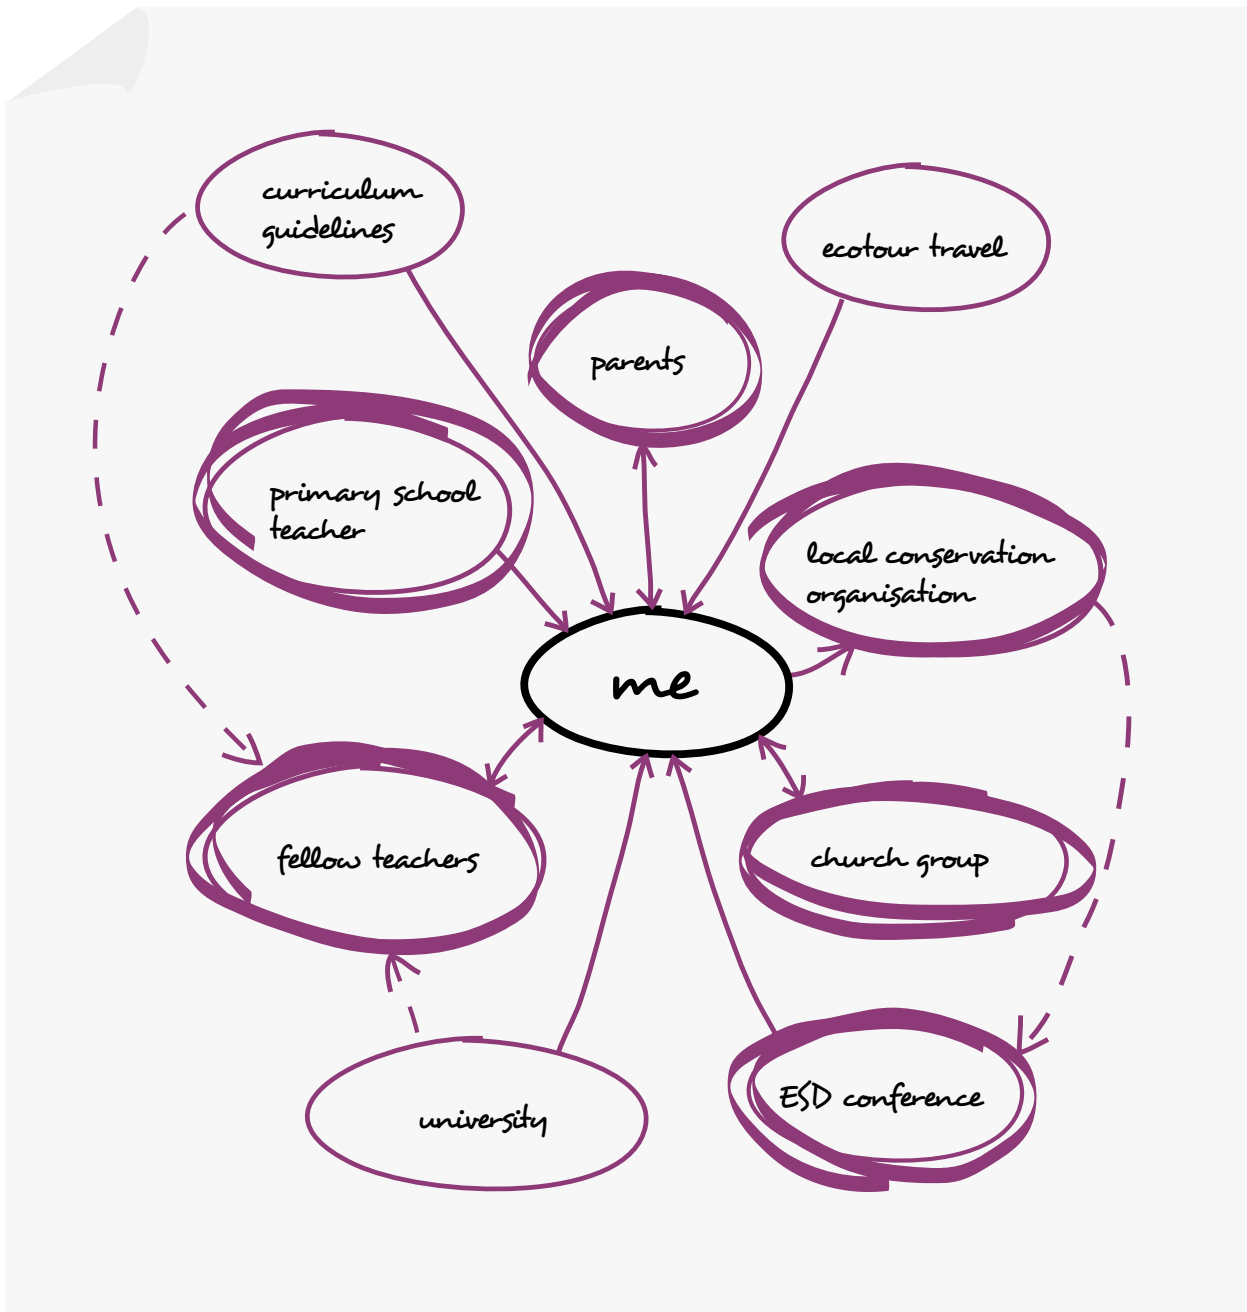 curriculum
guidelines
ecotour travel
parents
primary school
teacher
local conservation
organisation
me
fellow teachers
church group
university
ESD conference